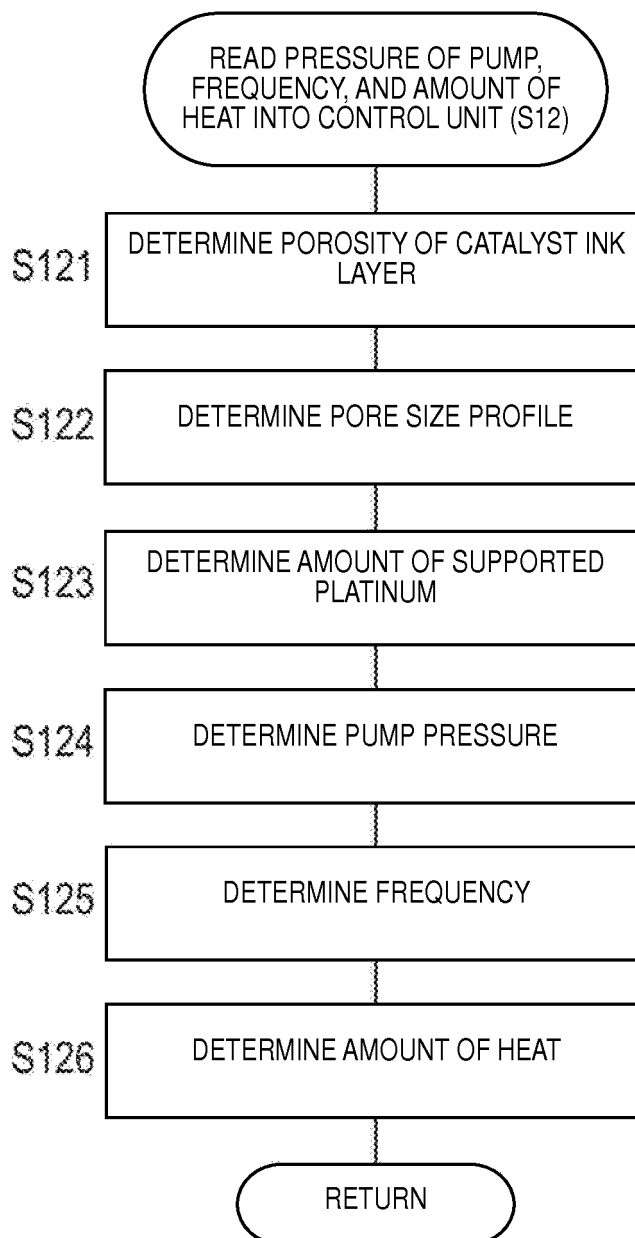 READ PRESSURE OF PUMP,
FREQUENCY, AND AMOUNT OF
HEAT INTO CONTROL UNIT (S12)
S121
DETERMINE POROSITY OF CATALYST INK
LAYER
S122
DETERMINE PORE SIZE PROFILE
S123
DETERMINE AMOUNT OF SUPPORTED
PLATINUM
S124
DETERMINE PUMP PRESSURE
S125
DETERMINE FREQUENCY
S126
DETERMINE AMOUNT OF HEAT
RETURN